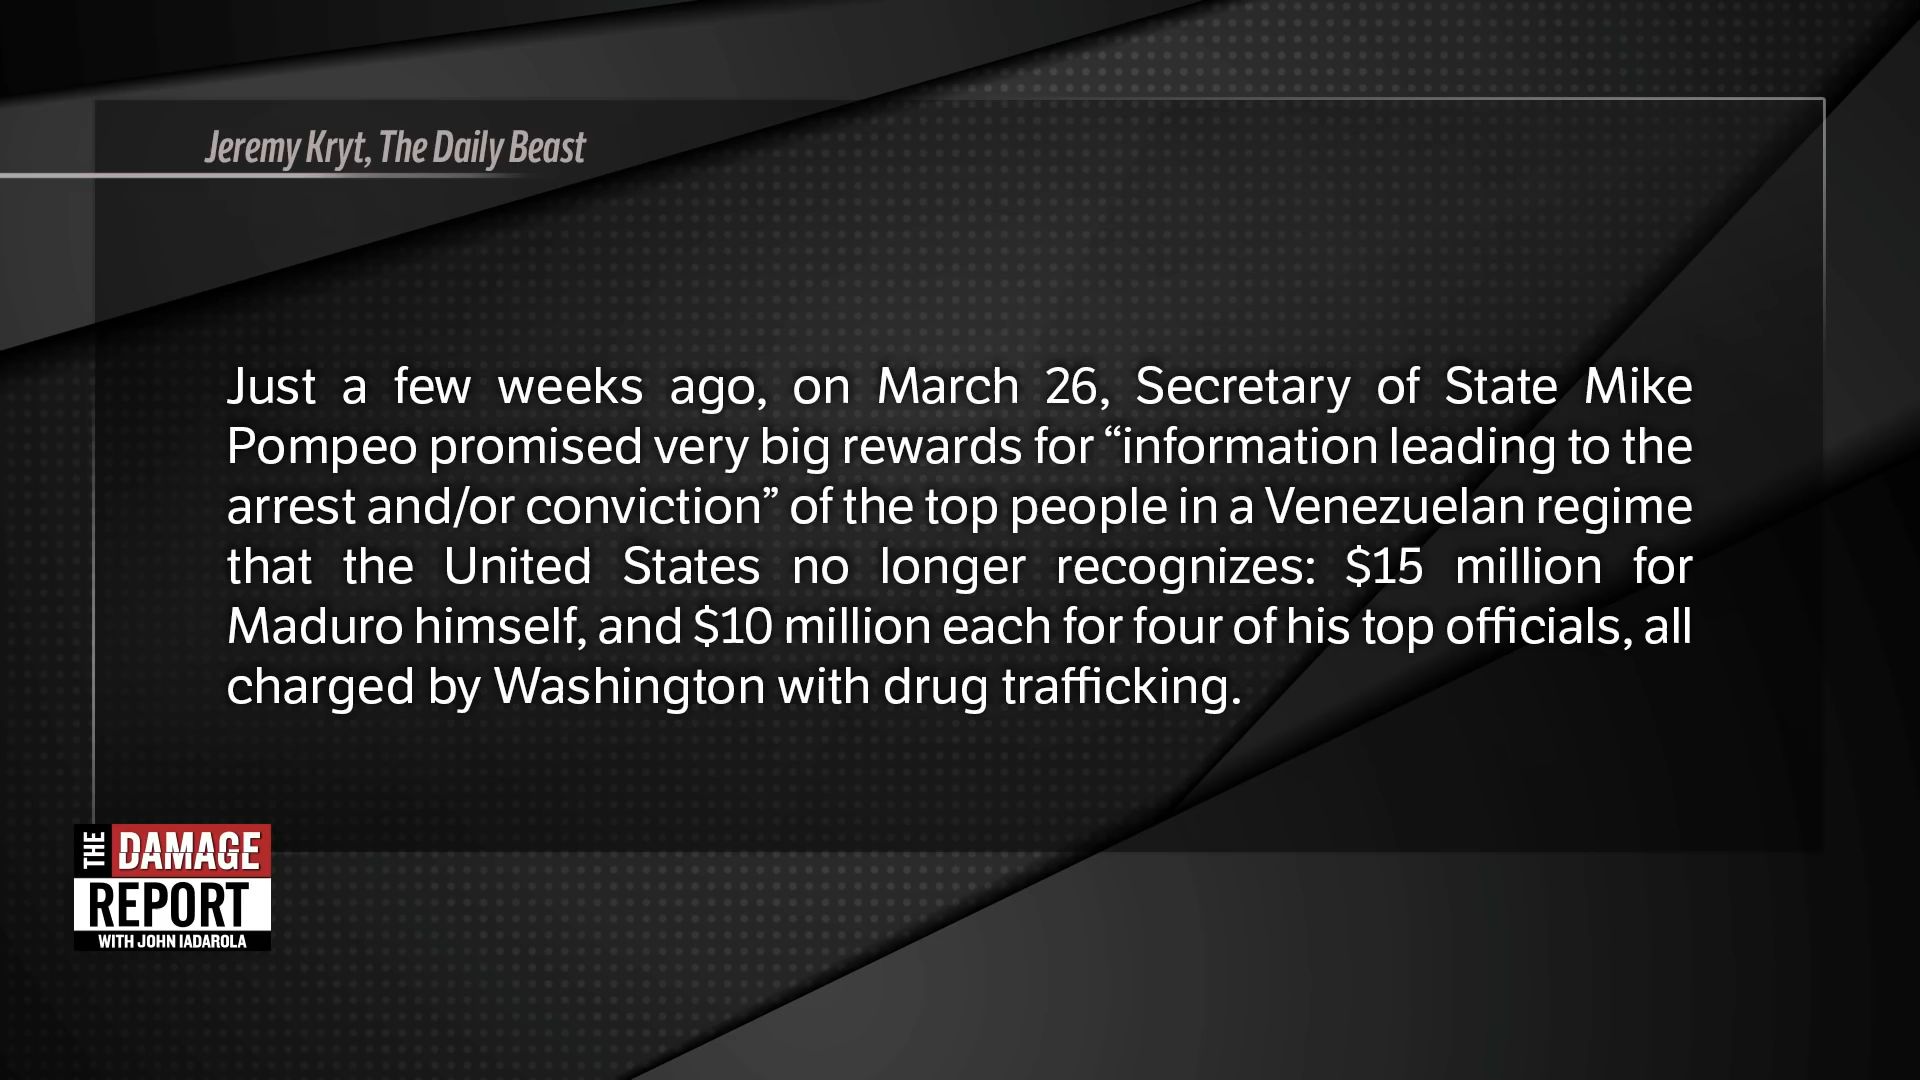 Jeremy Kryt, The Daily Beast
Just a few weeks ago, on March 26, Secretary of State Mike
Pompeo promised very big rewards for “information leading to the
arrest and/or conviction” of the top people in a Venezuelan regime
that the United States no longer recognizes: $15 million for
Maduro himself, and $10 million each for four of his top officials, all
charged by Washington with drug trafficking.
THE DAMAGE
REPORT
WITH JOHN IADAROLA